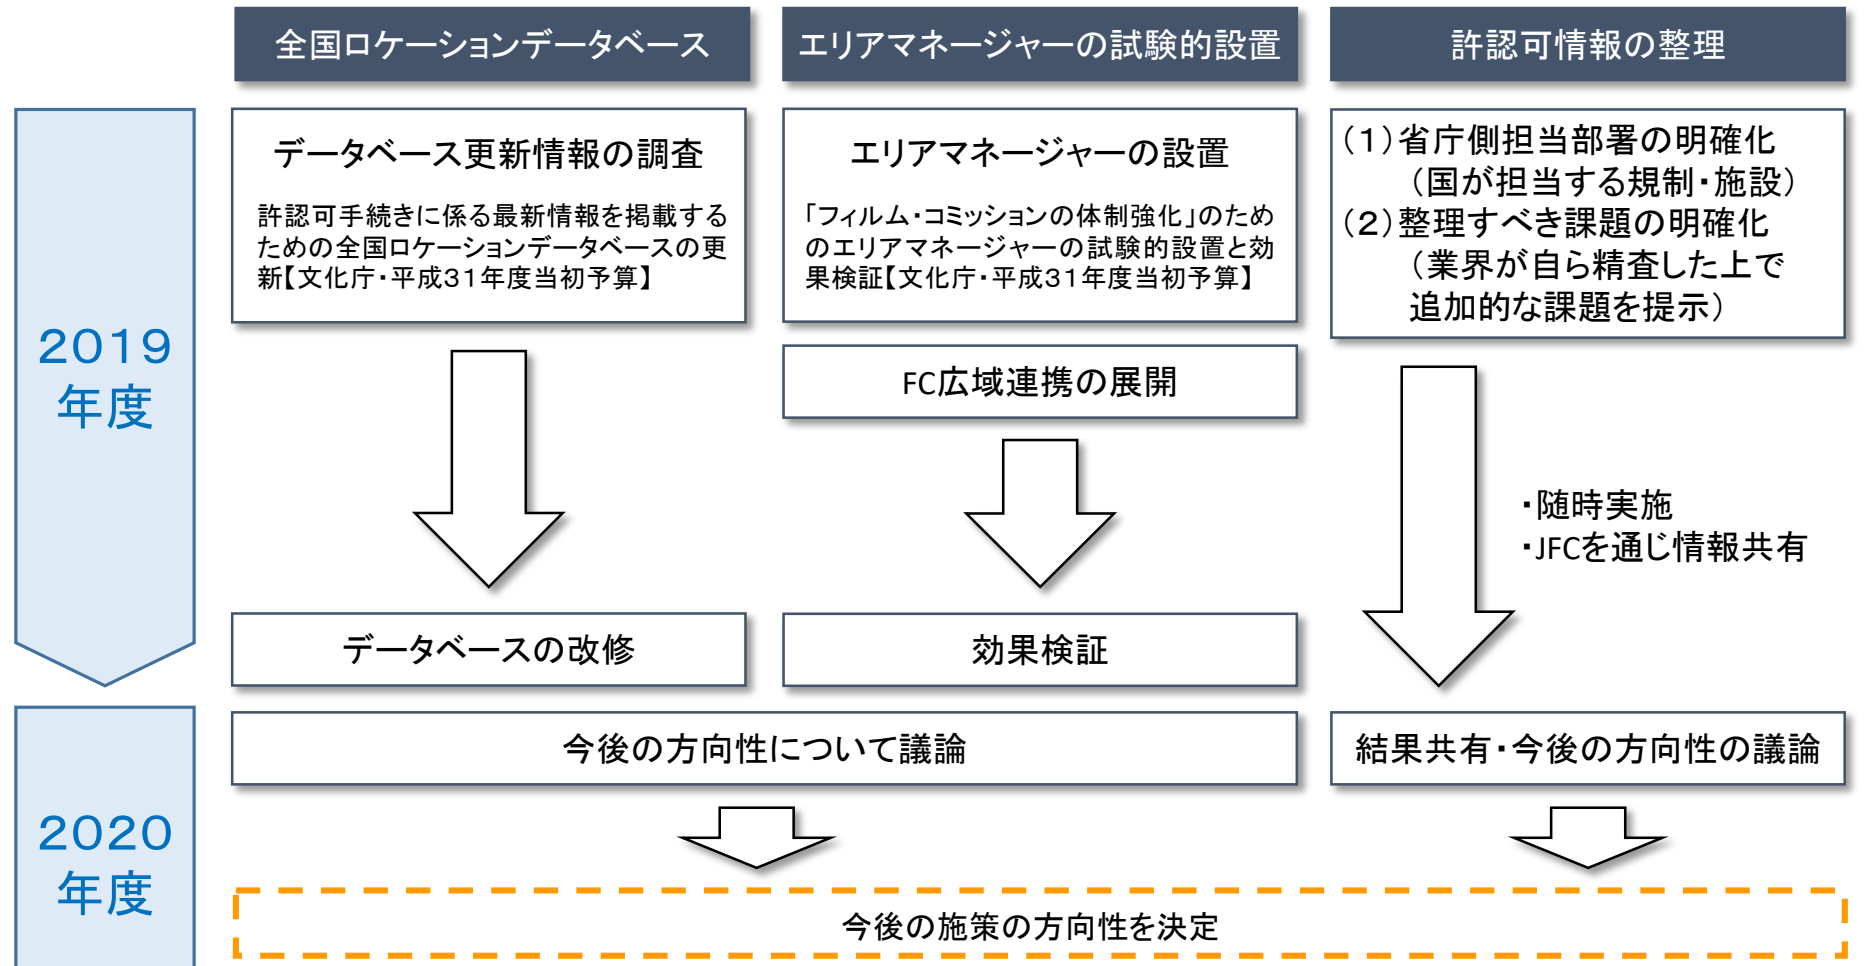 全国ロケーションデータベース
エリアマネージャーの試験的設置
許認可情報の整理
2019
年度
データベース更新情報の調査
許認可手続きに係る最新情報を掲載する
ための全国ロケーションデータベースの更
新【文化庁・平成31年度当初予算】
エリアマネージャーの設置
「フィルム・コミッションの体制強化」のため
のエリアマネージャーの試験的設置と効
果検証【文化庁・平成31年度当初予算】
FC広域連携の展開
（１）省庁側担当部署の明確化
（国が担当する規制・施設）
（２）整理すべき課題の明確化
（業界が自ら精査した上で
追加的な課題を提示）
・随時実施
・JFCを通じ情報共有
データベースの改修
効果検証
2020
年度
今後の方向性について議論
結果共有・今後の方向性の議論
今後の施策の方向性を決定